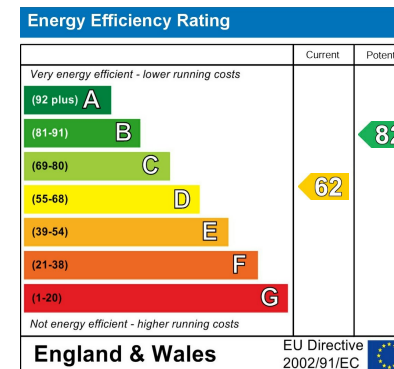 Energy Efficiency Rating
Current Potent
Very energy efficient - lower running costs
(92 plus) A
(81-91) B
82
(69-80) C
(55-68) D
62
(39-54) E
(21-38) F
(1-20) G
Not energy efficient - higher running costs
England & Wales
EU Directive
2002/91/EC